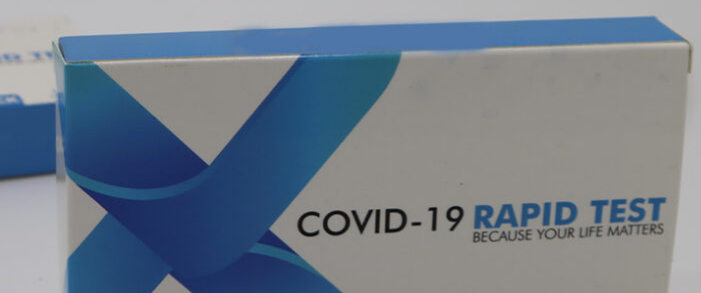 COVID-19 RAPID TEST
BECAUSE YOUR LIFE MATTERS